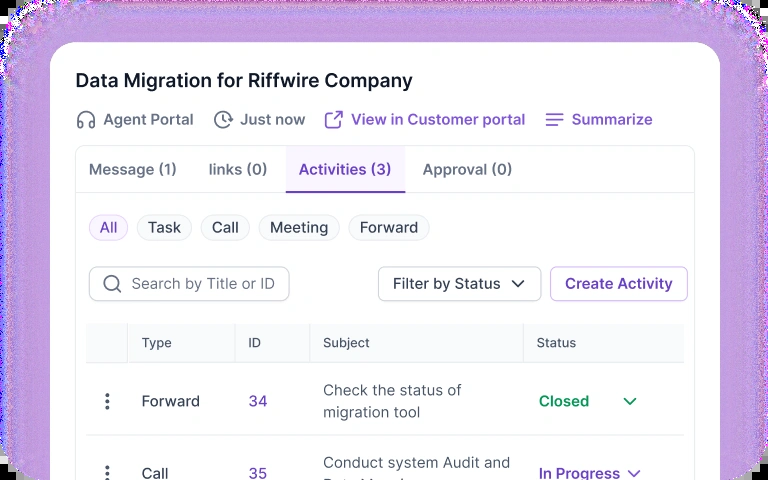 Data Migration for Riffwire Company
Agent Portal Just now View in Customer portal Summarize
Message (1) links (0) Activities (3) Approval (0)
All Task Call Meeting Forward
Search by Title or ID Filter by Status Create Activity
Type ID Subject Status
Forward 34 Check the status of Closed
migration tool
Call 35 Conduct system Audit and In Progress